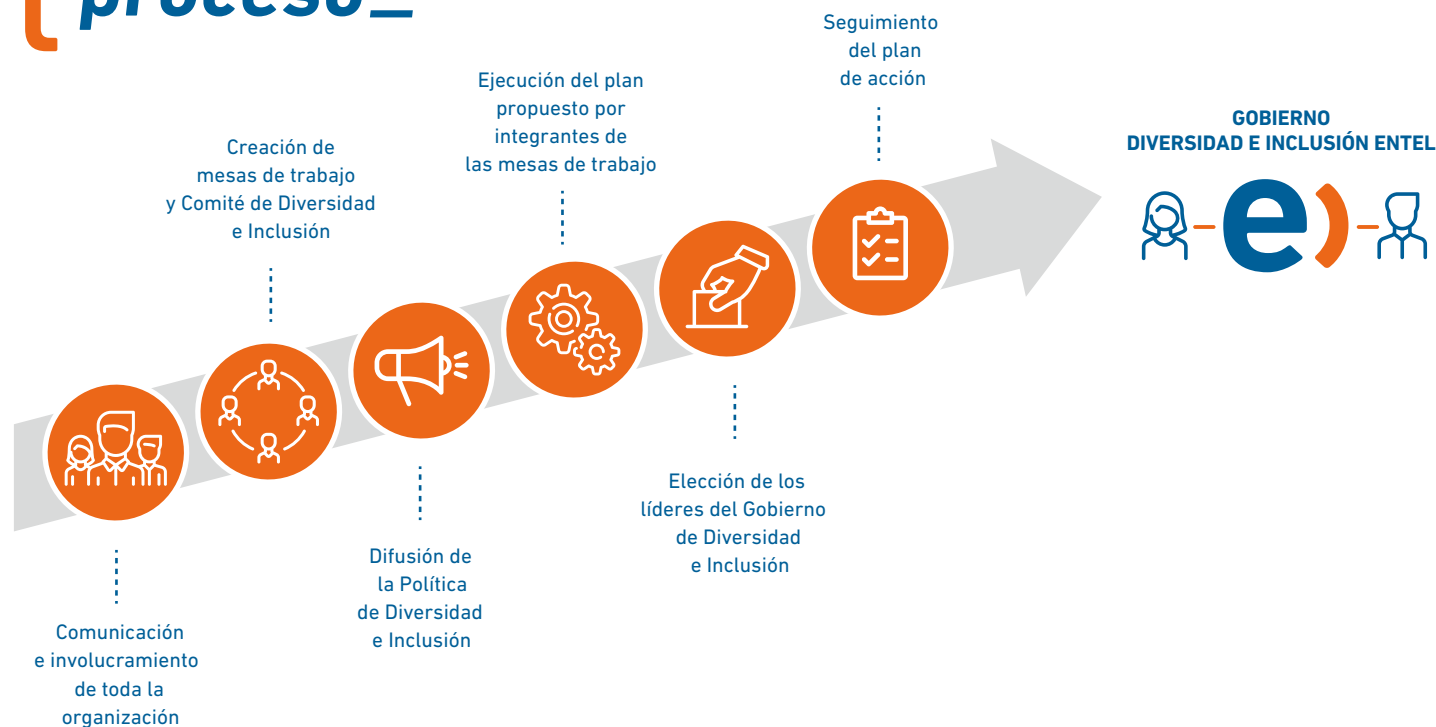 proceso_
Comunicación
e involucramiento
de toda la
organización
Creación de
mesas de trabajo
y Comité de Diversidad
e Inclusión
Difusión de
la Política
de Diversidad
e Inclusión
Ejecución del plan
propuesto por
integrantes de
las mesas de trabajo
Elección de los
líderes del Gobierno
de Diversidad
e Inclusión
Seguimiento
del plan
de acción
GOBIERNO
DIVERSIDAD E INCLUSIÓN ENTEL
e)